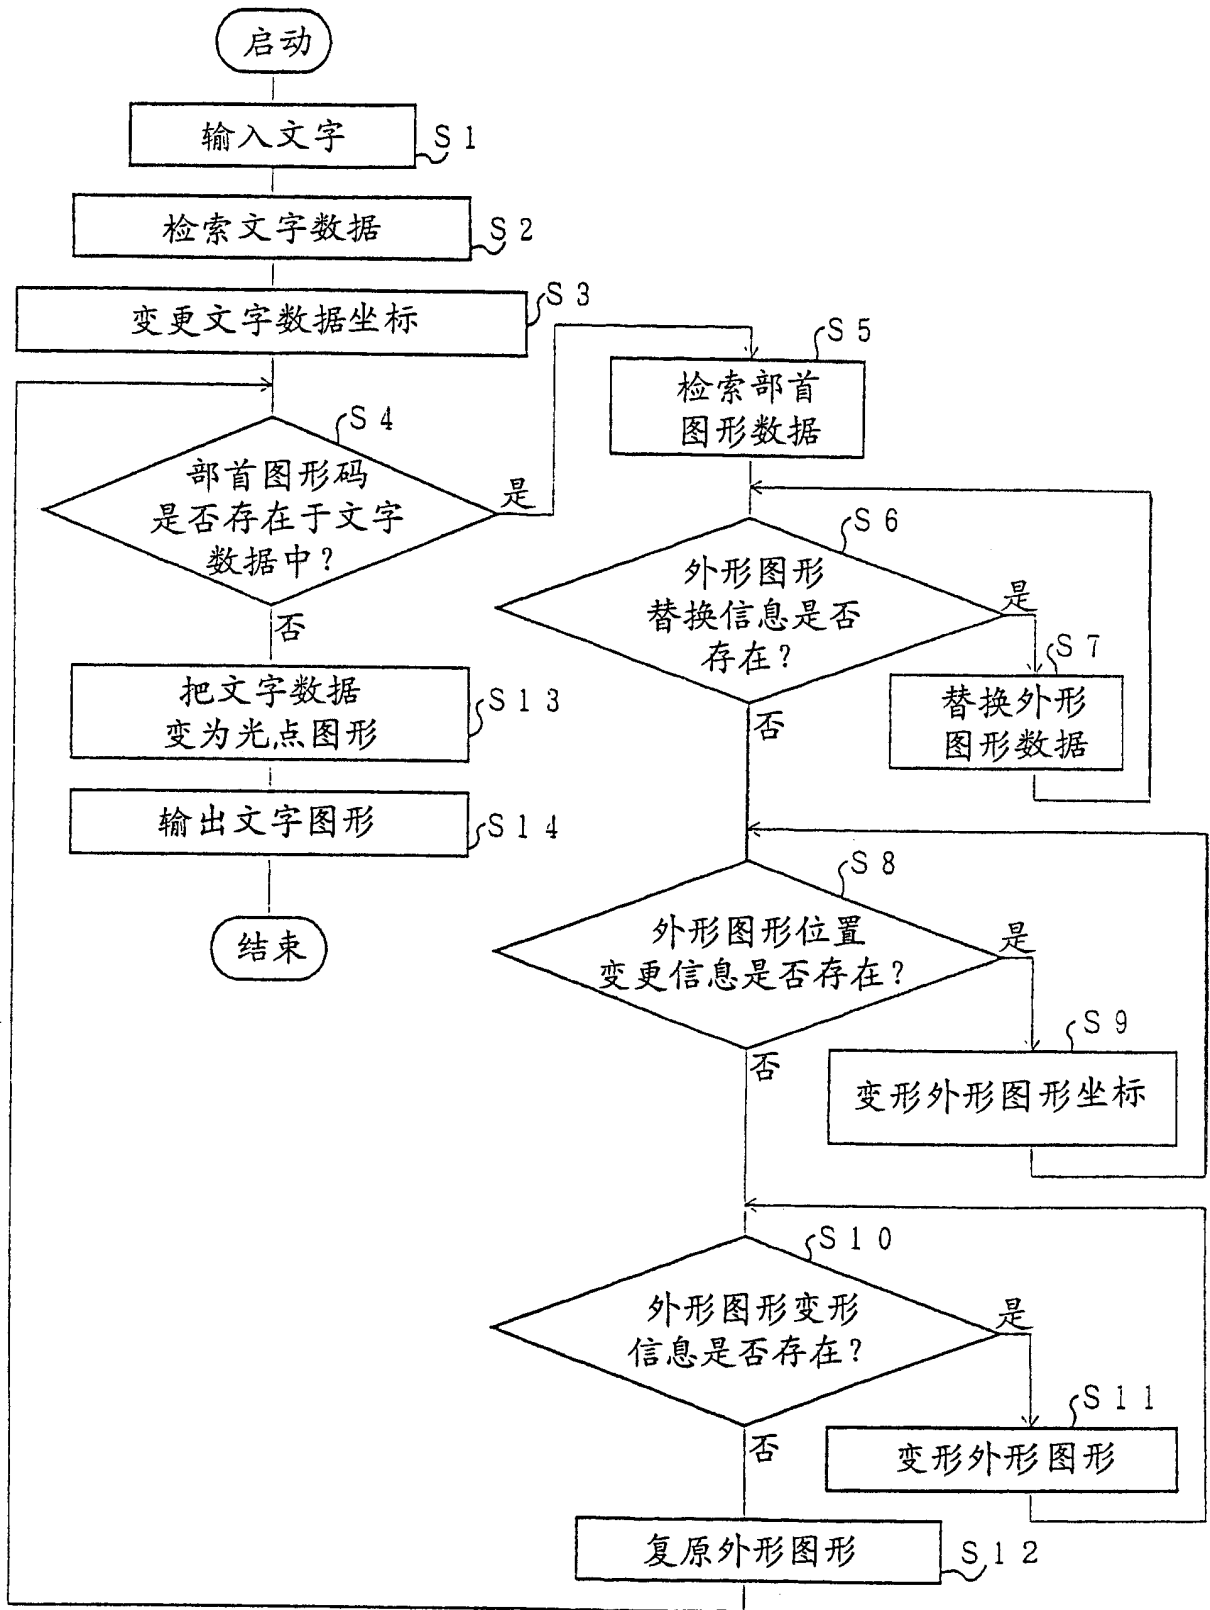 启动
输入文字
S1
检索文字数据
S2
变更文字数据坐标
S3
部首图形码
是否存在于文字
数据中?
S4
是
否
检索部首
图形数据
S5
外形图形
替换信息是否
存在?
S6
是
否
替换外形
图形数据
S7
把文字数据
变为光点图形
S13
输出文字图形
S14
结束
外形图形位置
变更信息是否存在?
S8
是
否
变形外形图形坐标
S9
外形图形变形
信息是否存在?
S10
是
否
变形外形图形
S11
复原外形图形
S12